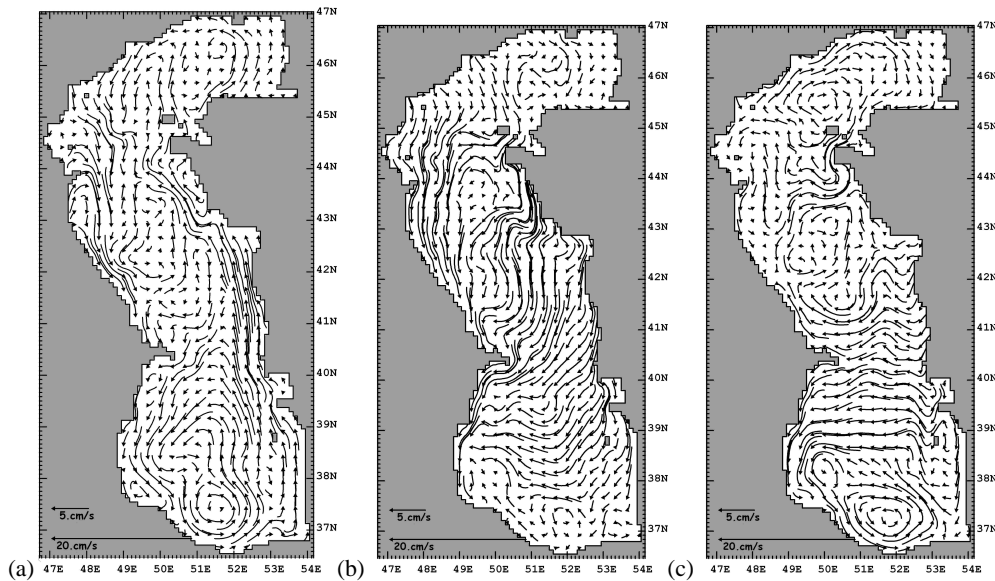 47N
47N
47N
46N
46N
46N
45N
45N
45N
44N
44N
44N
43N
43N
43N
42N
42N
42N
41N
41N
41N
40N
40N
40N
39N
39N
39N
38N
38N
38N
5.cm/s
5.cm/s
5.cm/s
37N
37N
37N
20.cm/s
20.cm/s
20.cm/s
(a) 47E 48E 49E 50E 51E 52E 53E 54E
(b) 47E 48E 49E 50E 51E 52E 53E 54E
(c) 47E 48E 49E 50E 51E 52E 53E 54E